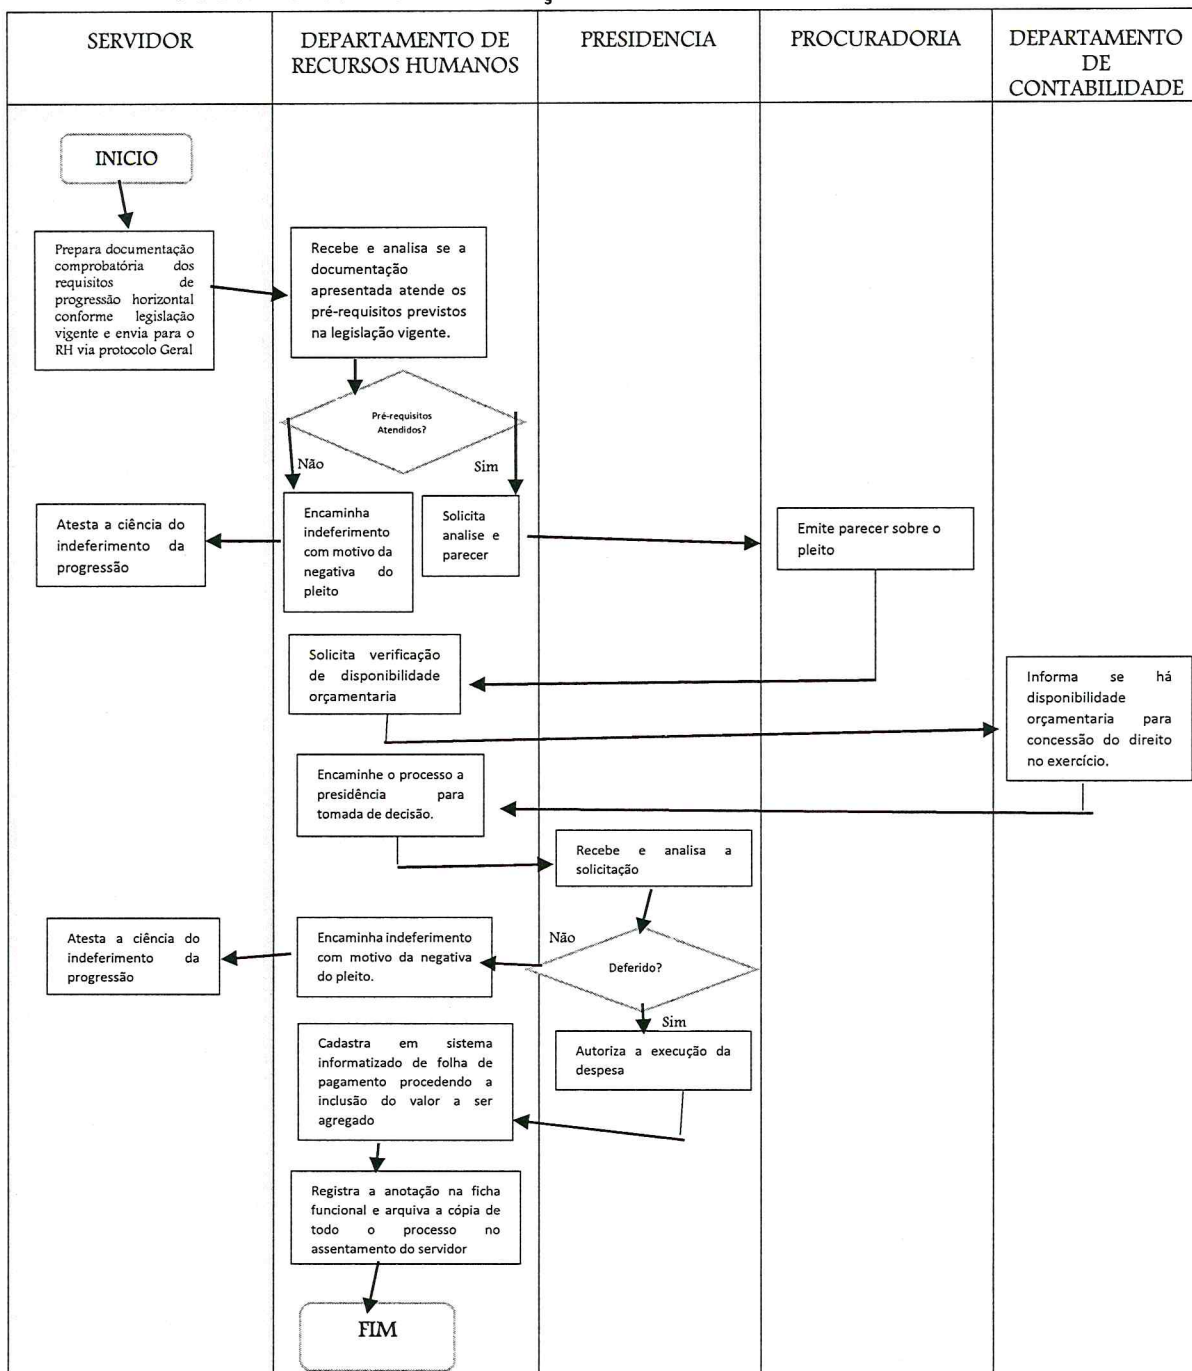 SERVIDOR
DEPARTAMENTO DE
RECURSOS HUMANOS
PRESIDENCIA
PROCURADORIA
DEPARTAMENTO
DE
CONTABILIDADE
INICIO
Prepara documentação
comprobatória dos
requisitos de
progressão horizontal
conforme legislação
vigente e envia para o
RH via protocolo Geral
Recebe e analisa se a
documentação
apresentada atende os
pré-requisitos previstos
na legislação vigente.
Pré-requisitos
Atendidos?
Não
Sim
Atesta a ciência do
indeferimento da
progressão
Encaminha
indeferimento
com motivo da
negativa do
pleito
Solicita
analise e
parecer
Emite parecer sobre o
pleito
Solicita verificação
de disponibilidade
orçamentaria
Informa se há
disponibilidade
orçamentaria para
concessão do direito
no exercício.
Encaminhe o processo a
presidência para
tomada de decisão.
Recebe e analisa a
solicitação
Atesta a ciência do
indeferimento da
progressão
Encaminha indeferimento
com motivo da negativa
do pleito.
Não
Deferido?
Sim
Cadastra em sistema
informatizado de folha de
pagamento procedendo a
inclusão do valor a ser
agregado
Autoriza a execução da
despesa
Registra a anotação na ficha
funcional e arquiva a cópia de
todo o processo no
assentamento do servidor
FIM